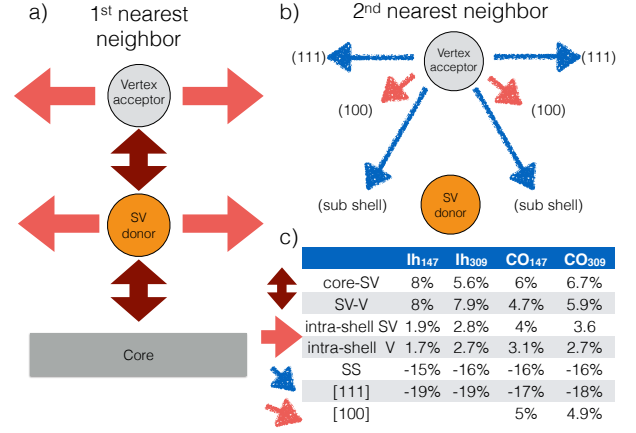 a)
1st nearest
neighbor
Vertex
acceptor
SV
donor
Core
b)
2nd nearest neighbor
Vertex
acceptor
(111)
(111)
(100)
(100)
(sub shell)
(sub shell)
SV
donor
c)
Ih147 Ih309 CO147 CO309
core-SV 8% 5.6% 6% 6.7%
SV-V 8% 7.9% 4.7% 5.9%
intra-shell SV 1.9% 2.8% 4% 3.6
intra-shell V 1.7% 2.7% 3.1% 2.7%
SS -15% -16% -16% -16%
[111] -19% -19% -17% -18%
[100] 5% 4.9%